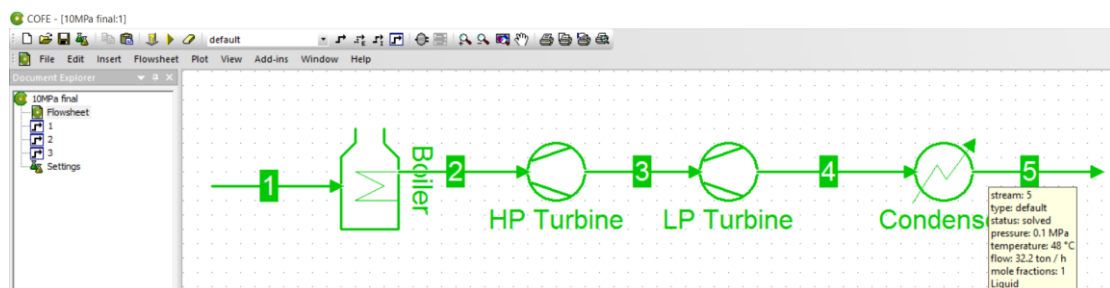 COFE - [10MPa final:1]
default
File Edit Insert Flowsheet Plot View Add-ins Window Help
Document Explorer
10MPa final
Flowsheet
1
2
3
Settings
1
Boiler
2
HP Turbine
3
LP Turbine
4
Condens
5
stream: 5
type: default
status: solved
pressure: 0.1 MPa
temperature: 48 °C
flow: 32.2 ton / h
mole fractions: 1
Liquid